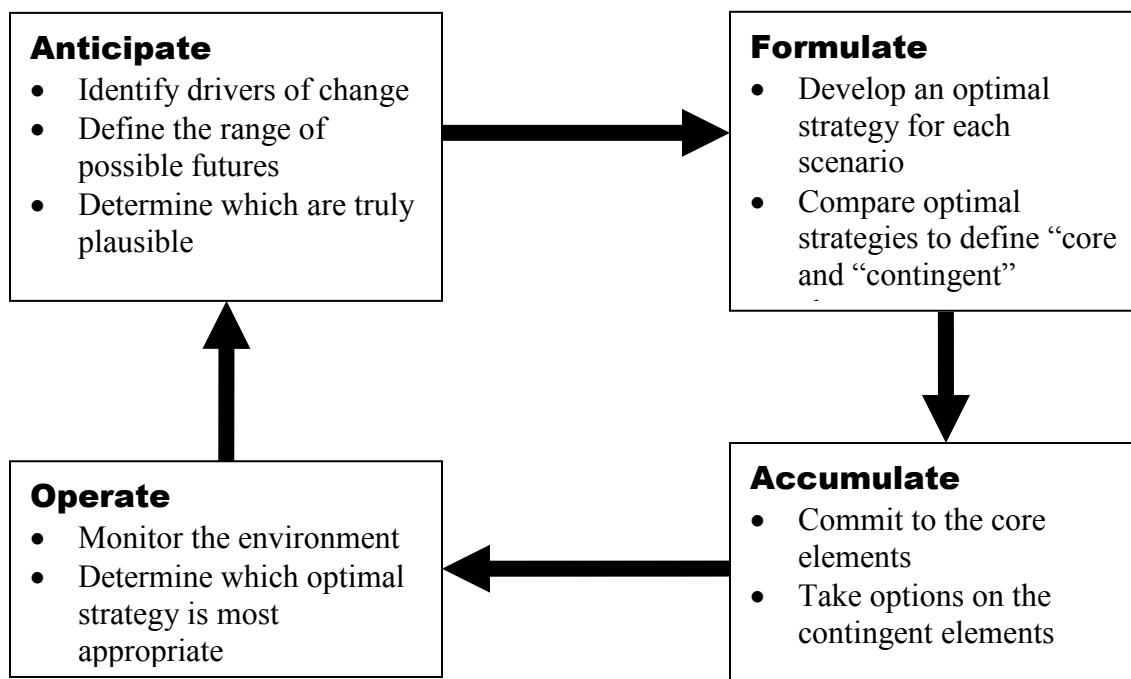 Anticipate
• Identify drivers of change
• Define the range of
possible futures
• Determine which are truly
plausible
Formulate
• Develop an optimal
strategy for each
scenario
• Compare optimal
strategies to define “core
and “contingent”
Accumulate
• Commit to the core
elements
• Take options on the
contingent elements
Operate
• Monitor the environment
• Determine which optimal
strategy is most
appropriate